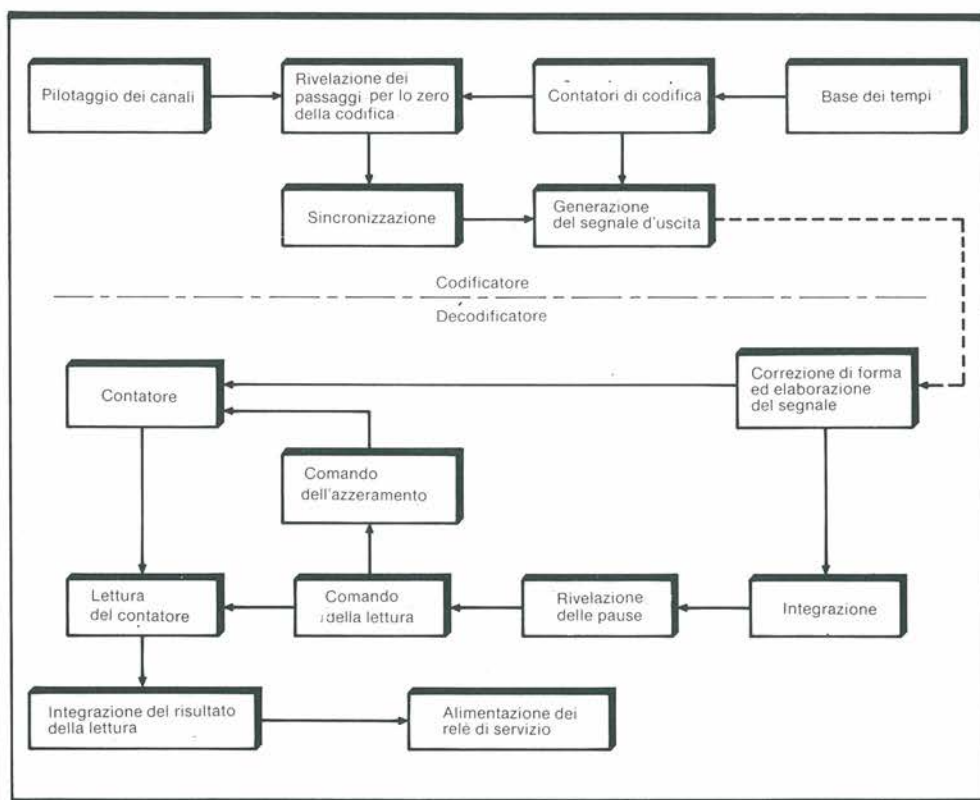 Pilotaggio dei canali
Rivelazione dei
passaggi per lo zero
della codifica
Contatori di codifica
Base dei tempi
Sincronizzazione
Generazione
del segnale d'uscita
Codificatore
Decodificatore
Contatore
Correzione di forma
ed elaborazione
del segnale
Comando
dell'azzeramento
Lettura
del contatore
Comando
della lettura
Rivelazione
delle pause
Integrazione
Integrazione del risultato
della lettura
Alimentazione dei
relè di servizio